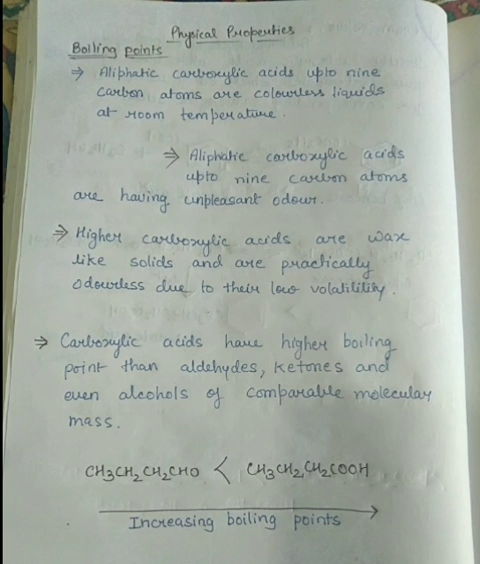 Physical Properties
Boiling points
⇒ Aliphatic carboxylic acids upto nine
carbon atoms are colourless liquids
at room temperature.
⇒ Aliphatic carboxylic acids
upto nine carbon atoms
are having unpleasant odour.
⇒ Higher carboxylic acids are wax
like solids and are practically
odourless due to their low volatility.
⇒ Carboxylic acids have higher boiling
point than aldehydes, ketones and
even alcohols of comparable molecular
mass.
CH3CH2CH2CHO < CH3CH2CH2COOH
Increasing boiling points